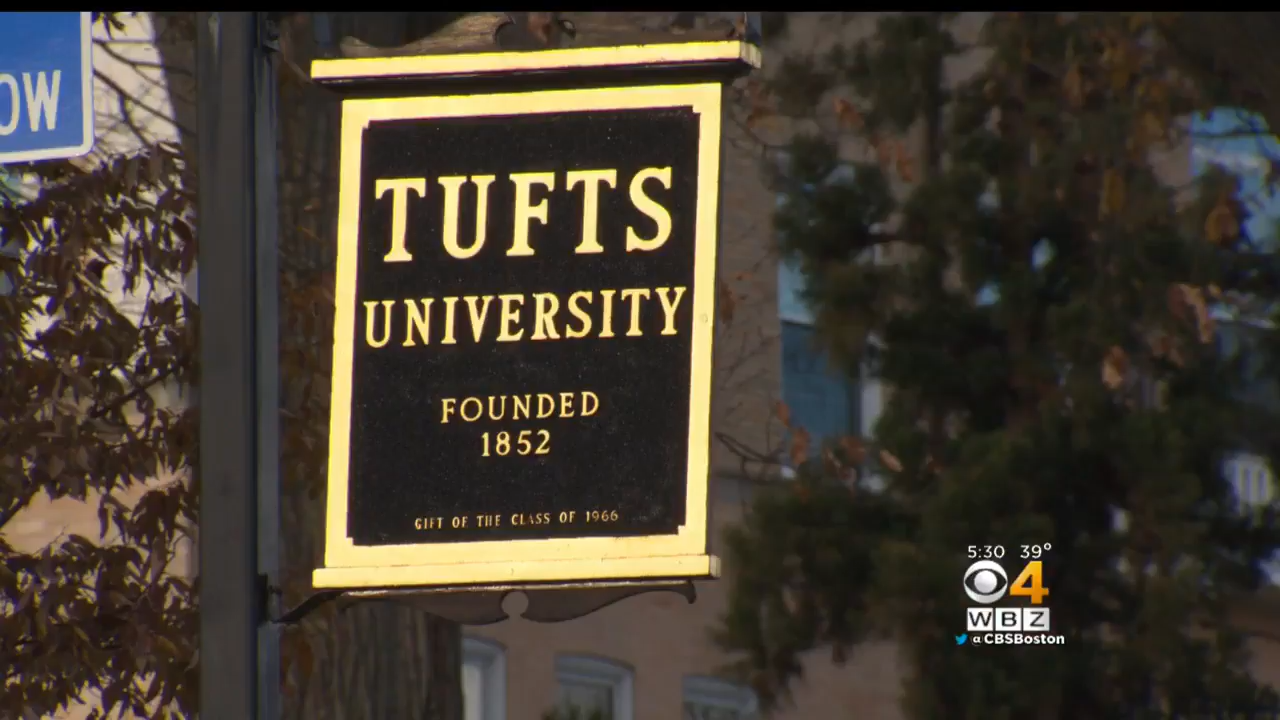 OW
TUFTS
UNIVERSITY
FOUNDED
1852
GIFT OF THE CLASS OF 1966
5:30 39°
4
WBZ
@CBSBoston